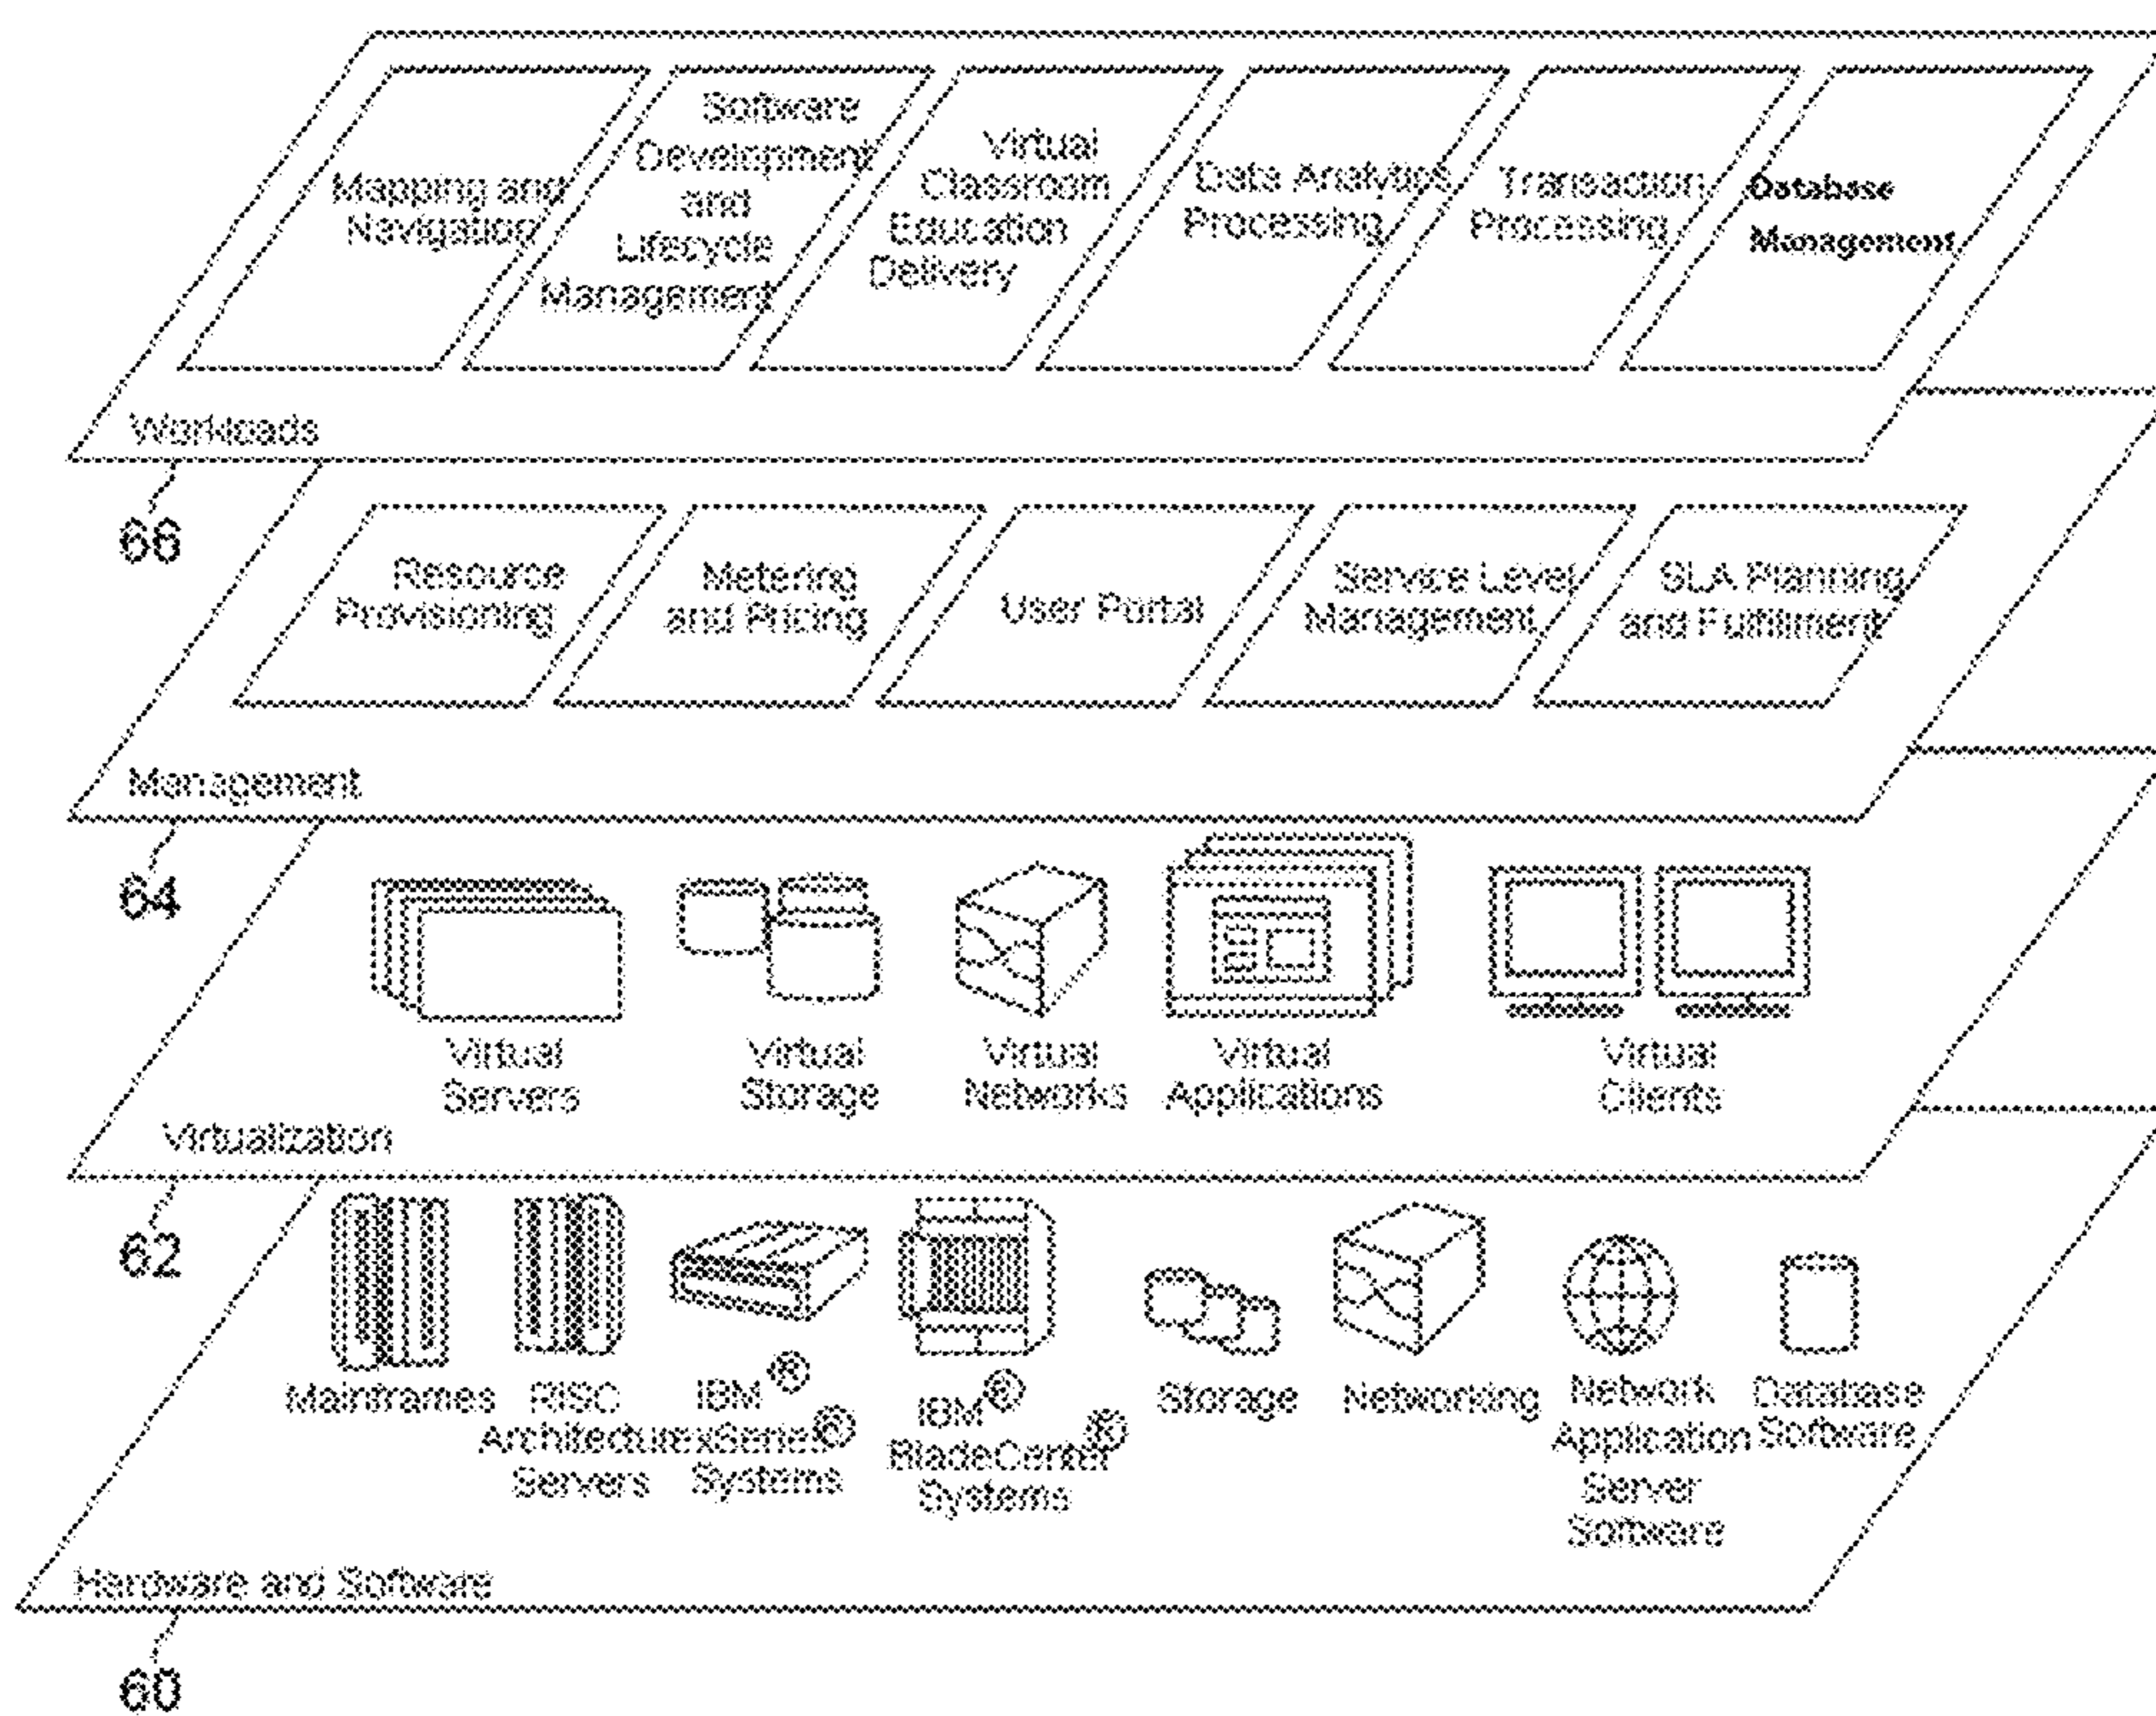 Mapping and
Navigation
Software
Development
and
Lifecycle
Management
Virtual
Classroom
Education
Delivery
Data Analytics
Processing
Transaction
Processing
Database
Management
Workloads
66
Resource
Provisioning
Metering
and Pricing
User Portal
Service Level
Management
SLA Planning
and Fulfillment
Management
64
Virtual
Servers
Virtual
Storage
Virtual
Networks
Virtual
Applications
Virtual
Clients
Virtualization
62
Mainframes
RISC
Architecture
Servers
IBM®
xSeries®
Systems
IBM®
BladeCenter®
Systems
Storage
Networking
Network
Application
Server
Software
Database
Software
Hardware and Software
60